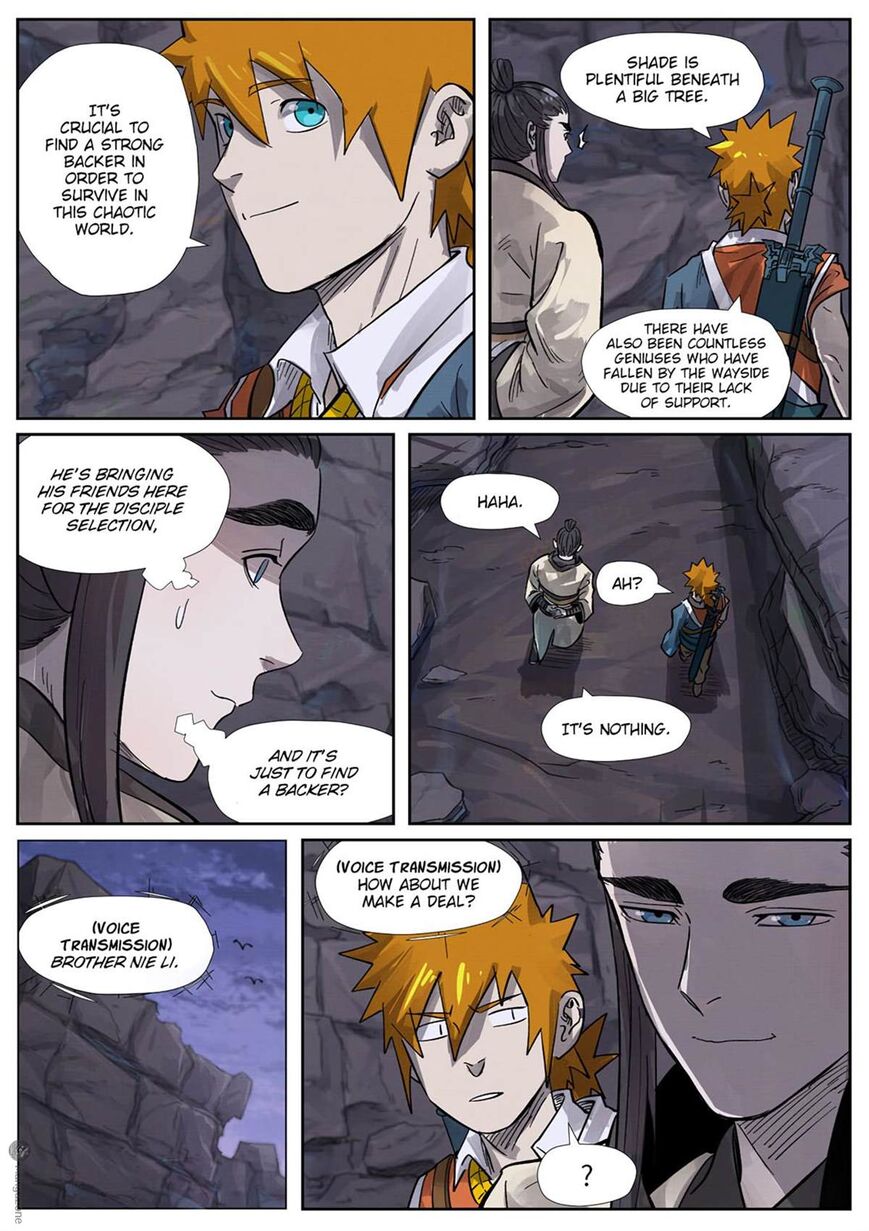 IT'S
CRUCIAL TO
FIND A STRONG
BACKER IN
ORDER TO
SURVIVE IN
THIS CHAOTIC
WORLD.
SHADE IS
PLENTIFUL BENEATH
A BIG TREE.
THERE HAVE
ALSO BEEN COUNTLESS
GENIUSES WHO HAVE
FALLEN BY THE WAYSIDE
DUE TO THEIR LACK
OF SUPPORT.
HE'S BRINGING
HIS FRIENDS HERE
FOR THE DISCIPLE
SELECTION,
AND IT'S
JUST TO FIND
A BACKER?
HAHA.
AH?
IT'S NOTHING.
(VOICE
TRANSMISSION)
BROTHER NIE LI.
(VOICE TRANSMISSION)
HOW ABOUT WE
MAKE A DEAL?
?